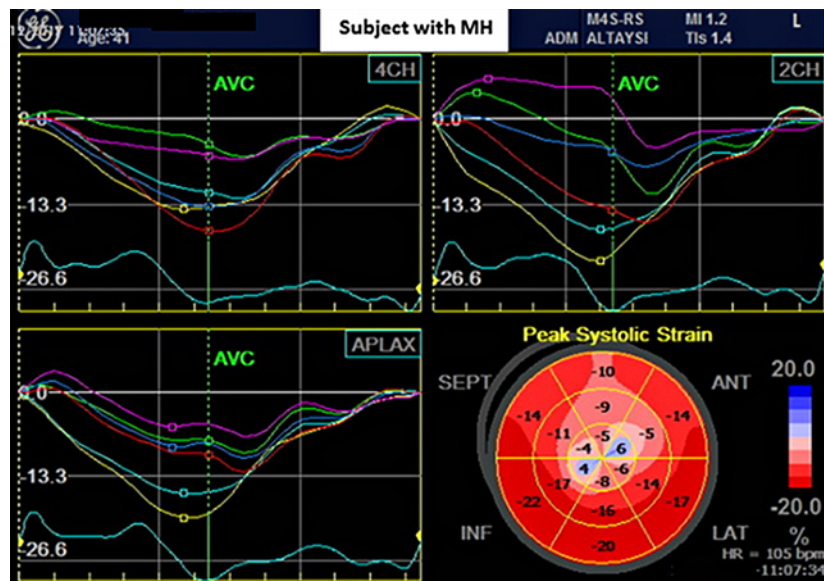 Subject with MH
11:07:35
Age: 41
M4S-RS
ADM ALTAYSI
MI 1.2
TIs 1.4
L
4CH
AVC
0.0
-13.3
-26.6
2CH
AVC
0.0
-13.3
-26.6
APLAX
AVC
0.0
-13.3
-26.6
Peak Systolic Strain
SEPT
ANT
INF
LAT
-10
-14
-9
-14
-11
-5
-5
-4
6
4
-6
-17
-8
-14
-22
-16
-17
-20
20.0
-20.0
%
HR = 105 bpm
-11:07:34